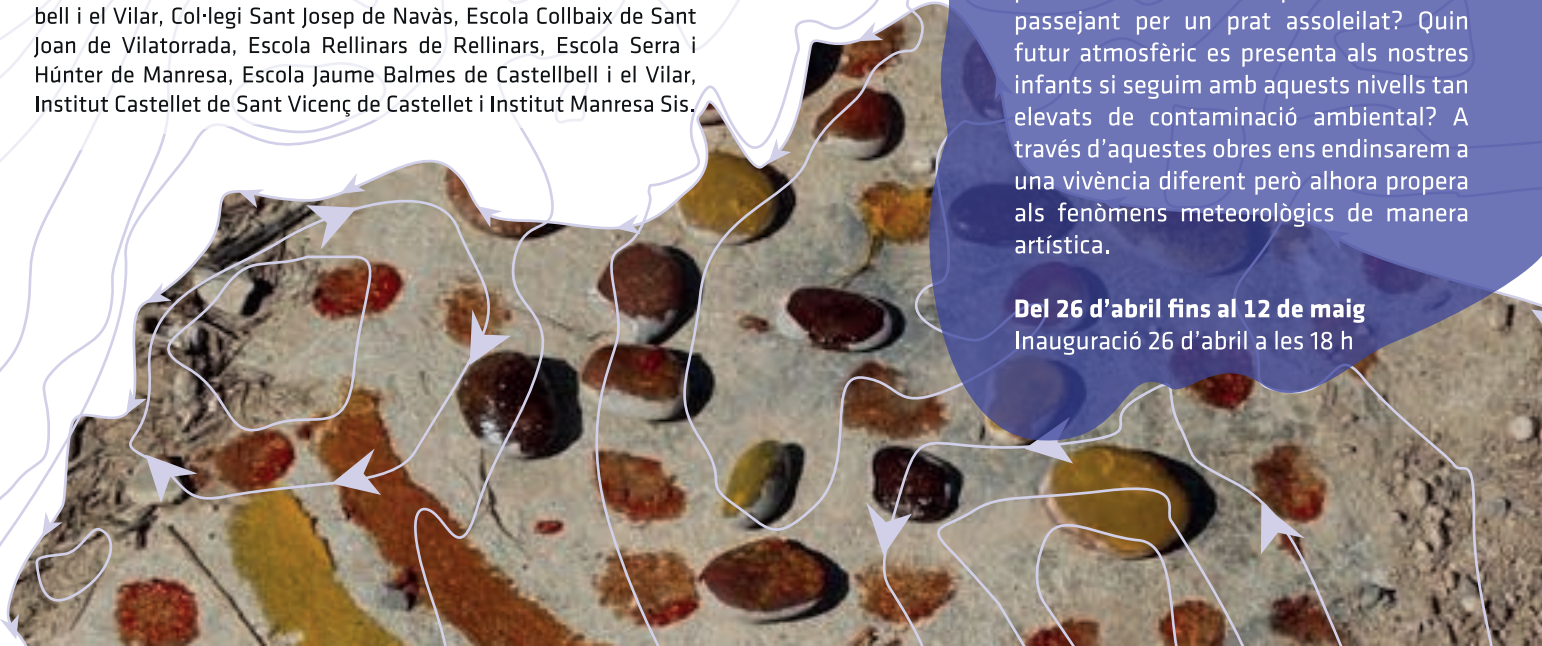 bell i el Vilar, Col·legi Sant Josep de Navàs, Escola Collbaix de Sant
Joan de Vilatorrada, Escola Rellinars de Rellinars, Escola Serra i
Húnter de Manresa, Escola Jaume Balmes de Castellbell i el Vilar,
Institut Castellet de Sant Vicenç de Castellet i Institut Manresa Sis.
passejant per un prat assoleilat? Quin
futur atmosfèric es presenta als nostres
infants si seguim amb aquests nivells tan
elevats de contaminació ambiental? A
través d’aquestes obres ens endinsarem a
una vivència diferent però alhora propera
als fenòmens meteorològics de manera
artística.
Del 26 d’abril fins al 12 de maig
Inauguració 26 d’abril a les 18 h